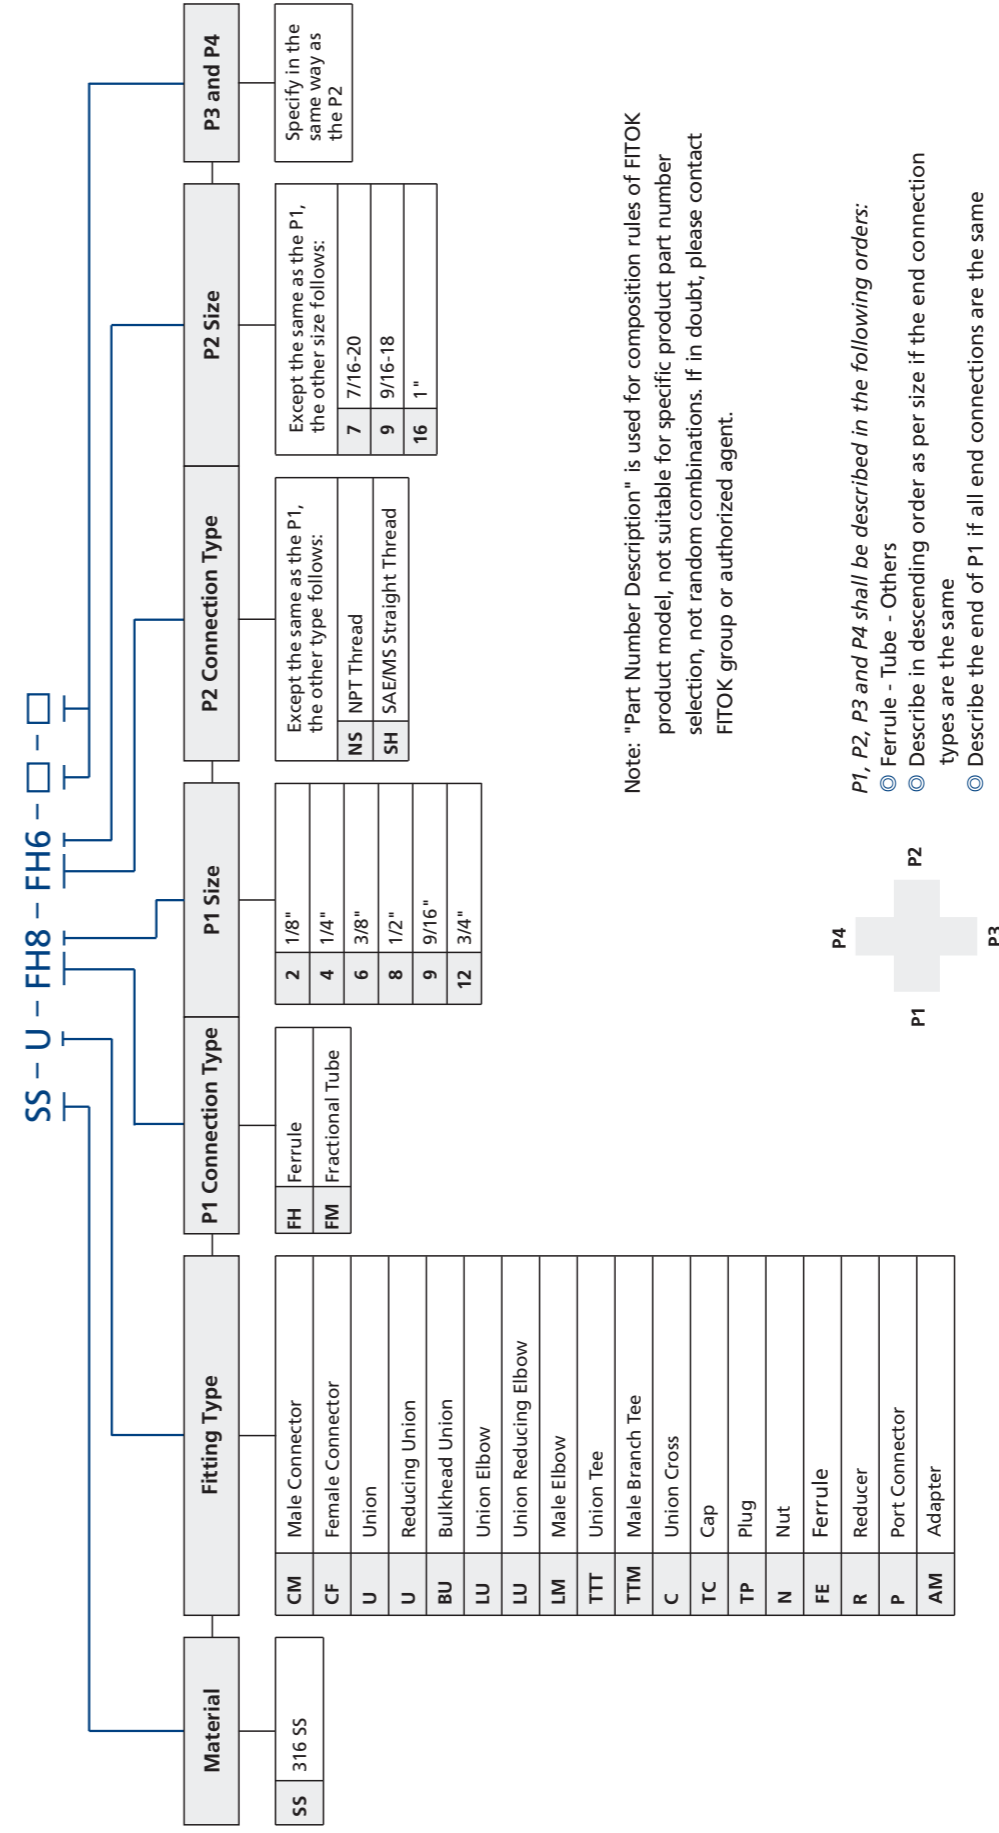 SS – U – FH8 – FH6 – □ – □
Material
SS 316 SS
Fitting Type
CM Male Connector
CF Female Connector
U Union
U Reducing Union
BU Bulkhead Union
LU Union Elbow
LU Union Reducing Elbow
LM Male Elbow
TTT Union Tee
TTM Male Branch Tee
C Union Cross
TC Cap
TP Plug
N Nut
FE Ferrule
R Reducer
P Port Connector
AM Adapter
P1 Connection Type
FH Ferrule
FM Fractional Tube
P1 Size
2 1/8"
4 1/4"
6 3/8"
8 1/2"
9 9/16"
12 3/4"
P2 Connection Type
Except the same as the P1,
the other type follows:
NS NPT Thread
SH SAE/MS Straight Thread
P2 Size
Except the same as the P1,
the other size follows:
7 7/16-20
9 9/16-18
16 1"
P3 and P4
Specify in the
same way as
the P2
Note: "Part Number Description" is used for composition rules of FITOK
product model, not suitable for specific product part number
selection, not random combinations. If in doubt, please contact
FITOK group or authorized agent.
P4
P1
P2
P3
P1, P2, P3 and P4 shall be described in the following orders:
◎ Ferrule - Tube - Others
◎ Describe in descending order as per size if the end connection
types are the same
◎ Describe the end of P1 if all end connections are the same